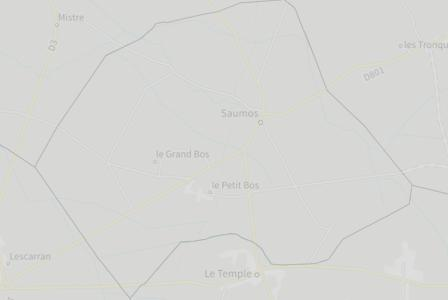 Mistre
D3
les Tronqu
D801
Saumos
le Grand Bos
le Petit Bos
Lescarran
Le Temple